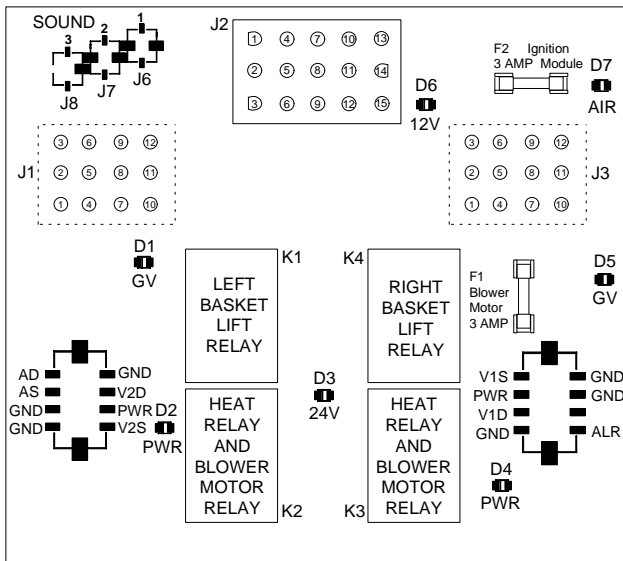 SOUND
3 2 1
J8 J7 J6
J2
1 4 7 10 13
2 5 8 11 14
3 6 9 12 15
D6
12V
F2 Ignition
3 AMP Module
D7
AIR
J1
3 6 9 12
2 5 8 11
1 4 7 10
J3
3 6 9 12
2 5 8 11
1 4 7 10
D1
GV
K1
LEFT
BASKET
LIFT
RELAY
K4
RIGHT
BASKET
LIFT
RELAY
F1
Blower
Motor
3 AMP
D5
GV
AD GND
AS V2D
GND PWR
GND V2S
D2
PWR
D3
24V
V1S GND
PWR GND
V1D
GND ALR
HEAT
RELAY
AND
BLOWER
MOTOR
RELAY
K2
HEAT
RELAY
AND
BLOWER
MOTOR
RELAY
K3
D4
PWR